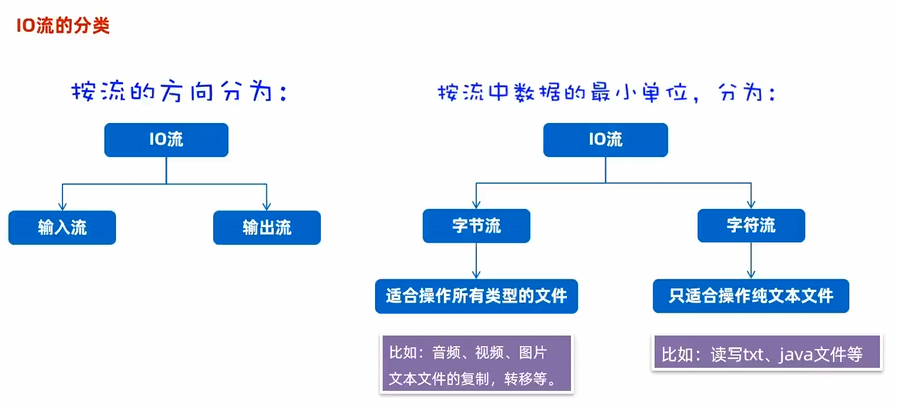 IO流的分类
按流的方向分为：
IO流
输入流
输出流
按流中数据的最小单位，分为：
IO流
字节流
字符流
适合操作所有类型的文件
只适合操作纯文本文件
比如：音频、视频、图片
文本文件的复制，转移等。
比如：读写txt、java文件等